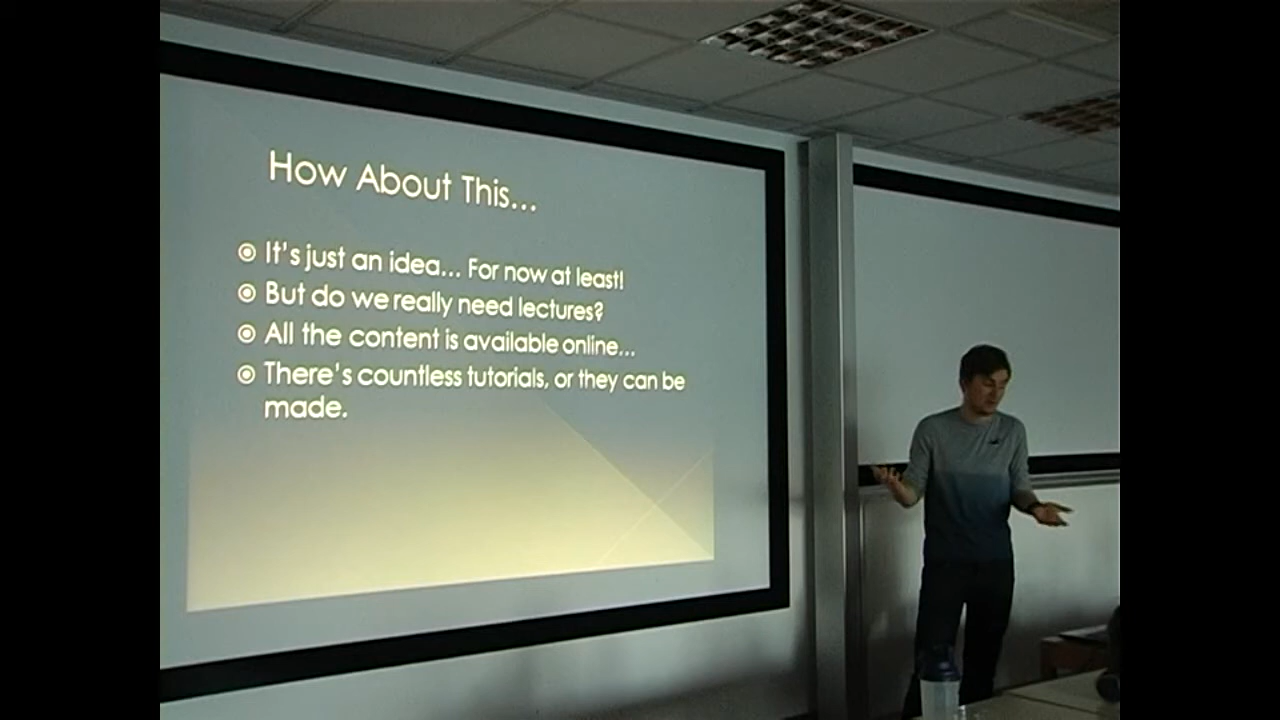 How About This...
It's just an idea... For now at least!
But do we really need lectures?
All the content is available online...
There's countless tutorials, or they can be
made.